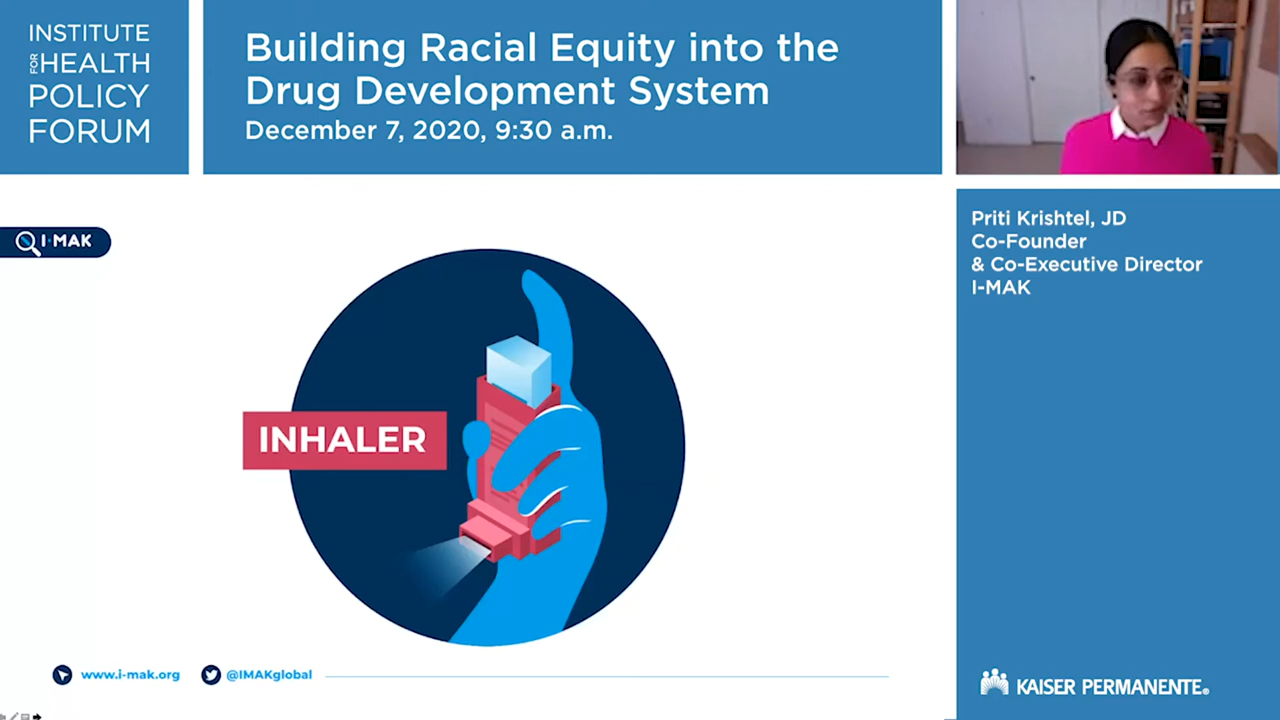 INSTITUTE
FOR HEALTH
POLICY
FORUM
Building Racial Equity into the
Drug Development System
December 7, 2020, 9:30 a.m.
Priti Krishtel, JD
Co-Founder
& Co-Executive Director
I-MAK
I-MAK
INHALER
www.i-mak.org
@IMAKglobal
KAISER PERMANENTE®